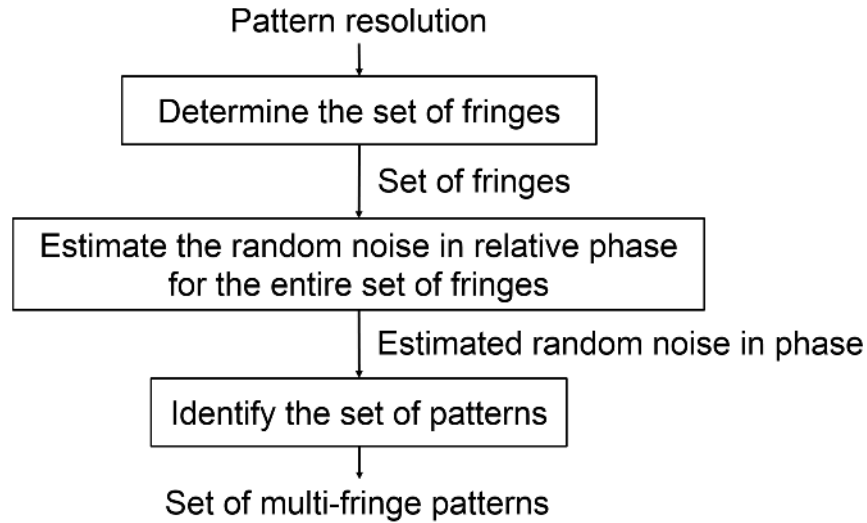 Pattern resolution
Determine the set of fringes
Set of fringes
Estimate the random noise in relative phase
for the entire set of fringes
Estimated random noise in phase
Identify the set of patterns
Set of multi-fringe patterns